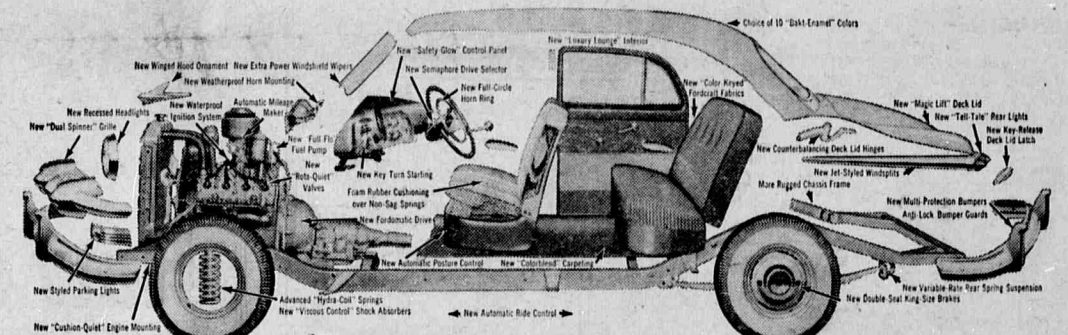 Choice of 10 "Bakt-Enamel" Colors
New "Luxury Lounge" Interior
New "Safety Glow" Control Panel
New Winged Hood Ornament
New Extra Power Windshield Wipers
New Semaphore Drive Selector
New Weatherproof Horn Mounting
New Full-Circle
Horn Ring
New "Color Keyed"
Fordcraft Fabrics
New Recessed Headlights
New Waterproof
Ignition System
Automatic Mileage
Maker
New "Magic Lift" Deck Lid
New "Tell-Tale" Rear Lights
New "Dual Spinner" Grille
New "Full Flo"
Fuel Pump
New Key-Release
Deck Lid Latch
New Counterbalancing Deck Lid Hinges
New
"Rota-Quiet"
Valves
New Key Turn Starting
New Jet-Styled Windsplits
Foam Rubber Cushioning
over Non-Sag Springs
More Rugged Chassis Frame
New Multi-Protection Bumpers
Anti-Lock Bumper Guards
New Fordomatic Drive
New Automatic Posture Control
New "Colorblend" Carpeting
New Styled Parking Lights
New Variable-Rate Rear Spring Suspension
Advanced "Hydra-Coil" Springs
New "Viscous Control" Shock Absorbers
New Double-Seal King-Size Brakes
New Automatic Ride Control
New "Cushion-Quiet" Engine Mounting